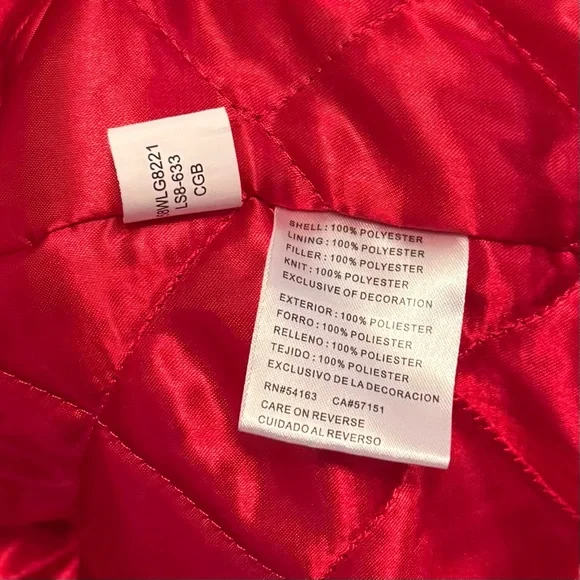 8WLG8221
LS8-633
CGB
SHELL: 100% POLYESTER
LINING: 100% POLYESTER
FILLER: 100% POLYESTER
KNIT: 100% POLYESTER
EXCLUSIVE OF DECORATION
EXTERIOR: 100% POLIESTER
FORRO: 100% POLIESTER
RELLENO: 100% POLIESTER
TEJIDO: 100% POLIESTER
EXCLUSIVO DE LA DECORACION
RN#54163 CA#57151
CARE ON REVERSE
CUIDADO AL REVERSO